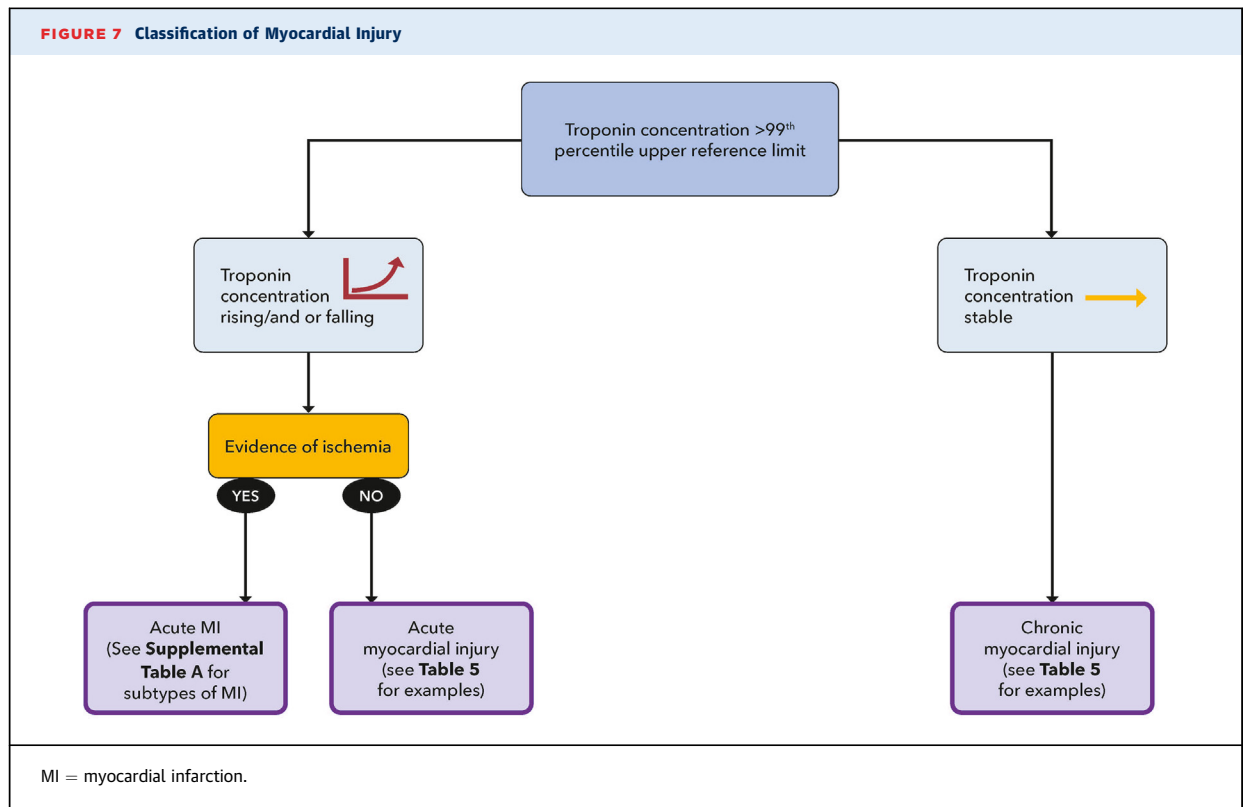 FIGURE 7 Classification of Myocardial Injury
Troponin concentration >99th
percentile upper reference limit
Troponin
concentration
rising/and or falling
Troponin
concentration
stable
Evidence of ischemia
YES
NO
Acute MI
(See Supplemental
Table A for
subtypes of MI)
Acute
myocardial injury
(see Table 5
for examples)
Chronic
myocardial injury
(see Table 5
for examples)
MI = myocardial infarction.